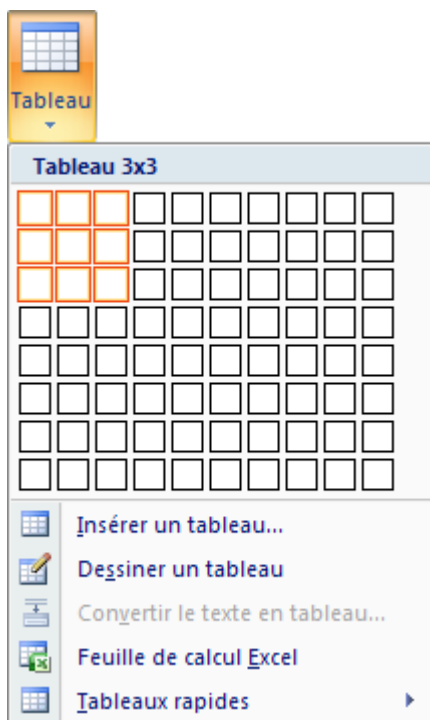 Tableau
Tableau 3x3
Insérer un tableau...
Dessiner un tableau
Convertir le texte en tableau...
Feuille de calcul Excel
Tableaux rapides